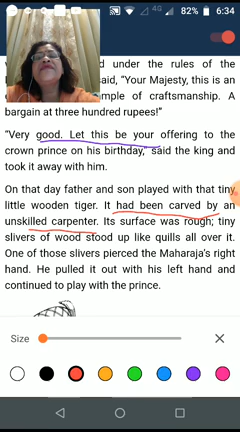 4G 82% 6:34
under the rules of the
said, "Your Majesty, this is an
mple of craftsmanship. A
bargain at three hundred rupees!"
"Very good. Let this be your offering to the
crown prince on his birthday," said the king and
took it away with him.
On that day father and son played with that tiny
little wooden tiger. It had been carved by an
unskilled carpenter. Its surface was rough; tiny
slivers of wood stood up like quills all over it.
One of those slivers pierced the Maharaja's right
hand. He pulled it out with his left hand and
continued to play with the prince.
Size